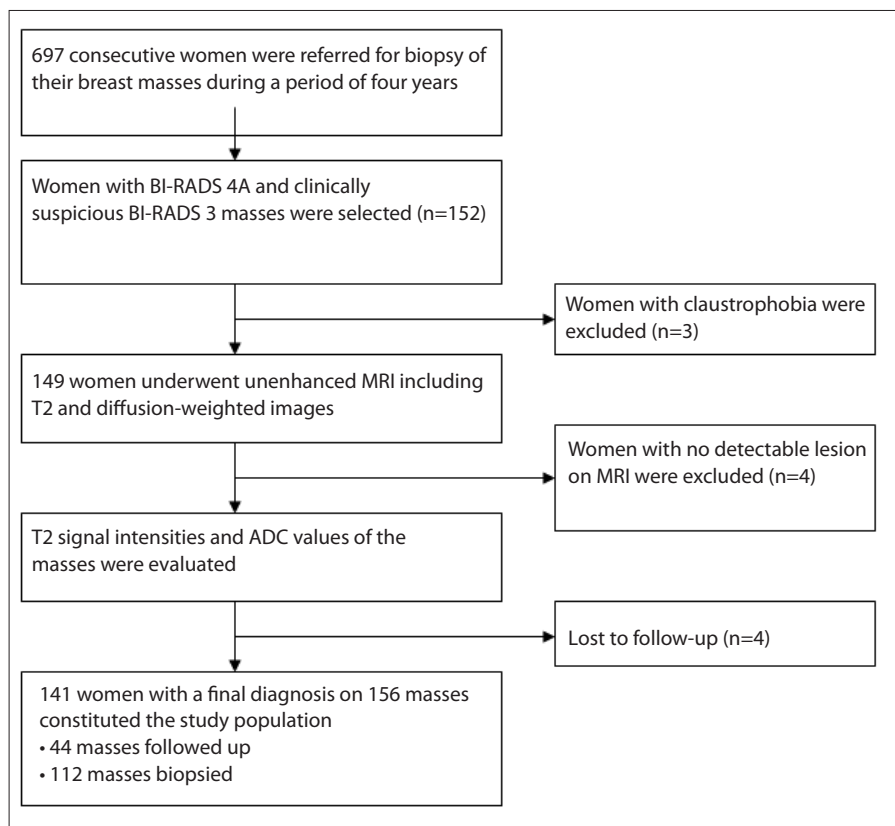 697 consecutive women were referred for biopsy of
their breast masses during a period of four years
Women with BI-RADS 4A and clinically
suspicious BI-RADS 3 masses were selected (n=152)
Women with claustrophobia were
excluded (n=3)
149 women underwent unenhanced MRI including
T2 and diffusion-weighted images
Women with no detectable lesion
on MRI were excluded (n=4)
T2 signal intensities and ADC values of the
masses were evaluated
Lost to follow-up (n=4)
141 women with a final diagnosis on 156 masses
constituted the study population
• 44 masses followed up
• 112 masses biopsied